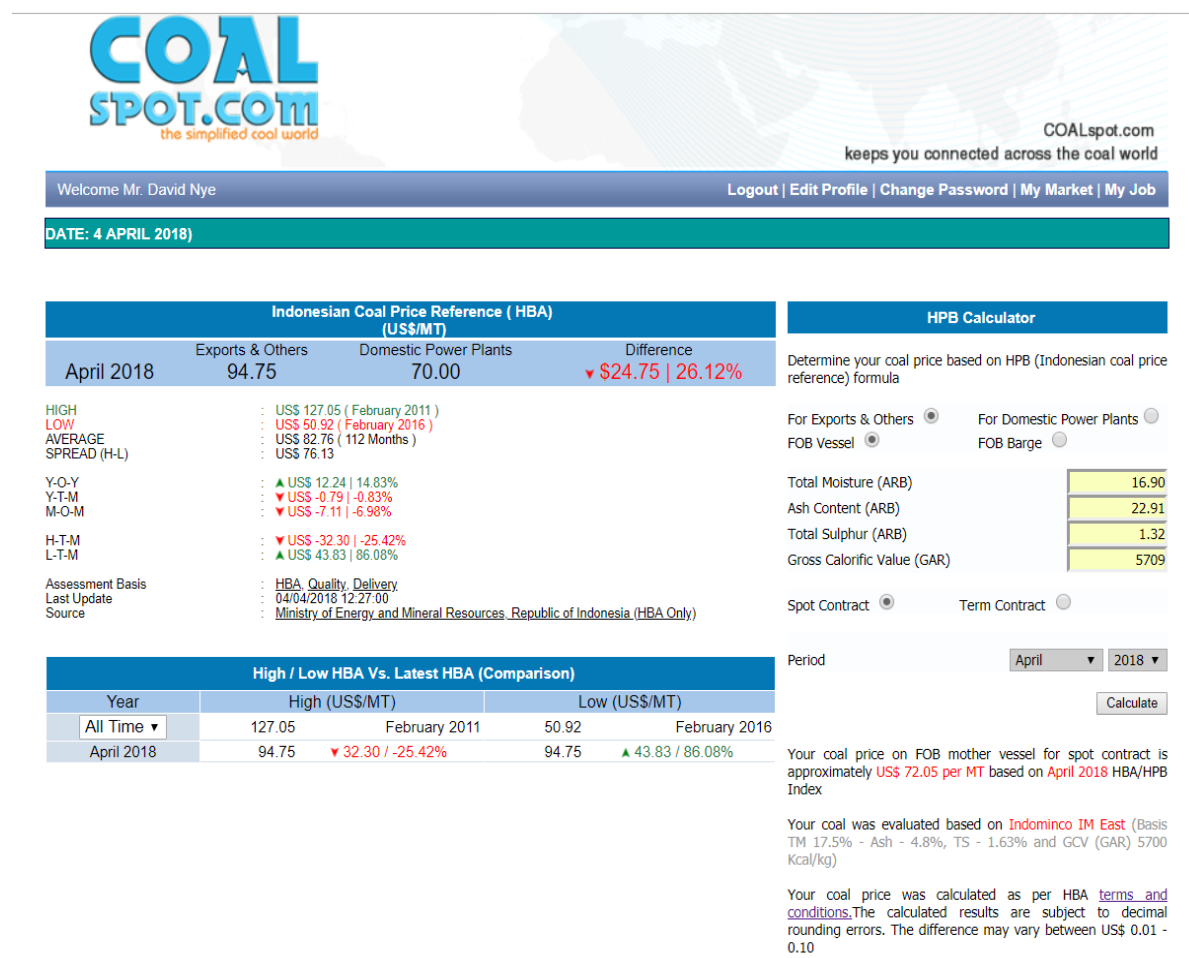 COAL
SPOT.COM
the simplified coal world
COALspot.com
keeps you connected across the coal world
Welcome Mr. David Nye
Logout | Edit Profile | Change Password | My Market | My Job
DATE: 4 APRIL 2018)
Indonesian Coal Price Reference ( HBA)
(US$/MT)
Exports & Others Domestic Power Plants Difference
April 2018 94.75 70.00 ▼ $24.75 | 26.12%
HIGH : US$ 127.05 ( February 2011 )
LOW : US$ 50.92 ( February 2016 )
AVERAGE : US$ 82.76 ( 112 Months )
SPREAD (H-L) : US$ 76.13
Y-O-Y : ▲ US$ 12.24 | 14.83%
Y-T-M : ▼ US$ -0.79 | -0.83%
M-O-M : ▼ US$ -7.11 | -6.98%
H-T-M : ▼ US$ -32.30 | -25.42%
L-T-M : ▲ US$ 43.83 | 86.08%
Assessment Basis : HBA, Quality, Delivery
Last Update : 04/04/2018 12:27:00
Source : Ministry of Energy and Mineral Resources, Republic of Indonesia (HBA Only)
High / Low HBA Vs. Latest HBA (Comparison)
Year High (US$/MT) Low (US$/MT)
All Time ▼ 127.05 February 2011 50.92 February 2016
April 2018 94.75 ▼ 32.30 / -25.42% 94.75 ▲ 43.83 / 86.08%
HPB Calculator
Determine your coal price based on HPB (Indonesian coal price
reference) formula
For Exports & Others For Domestic Power Plants
FOB Vessel FOB Barge
Total Moisture (ARB) 16.90
Ash Content (ARB) 22.91
Total Sulphur (ARB) 1.32
Gross Calorific Value (GAR) 5709
Spot Contract Term Contract
Period April ▼ 2018 ▼
Calculate
Your coal price on FOB mother vessel for spot contract is
approximately US$ 72.05 per MT based on April 2018 HBA/HPB
Index
Your coal was evaluated based on Indominco IM East (Basis
TM 17.5% - Ash - 4.8%, TS - 1.63% and GCV (GAR) 5700
Kcal/kg)
Your coal price was calculated as per HBA terms and
conditions.The calculated results are subject to decimal
rounding errors. The difference may vary between US$ 0.01 -
0.10